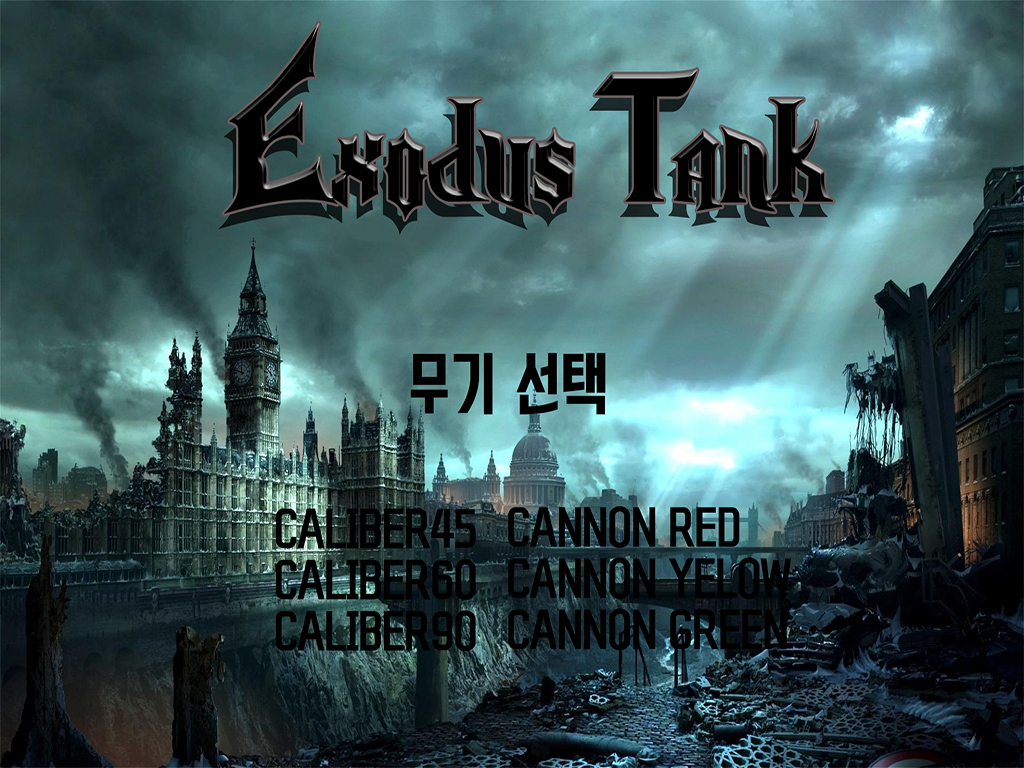 Exodus Tank
무기 선택
CALIBER45 CANNON RED
CALIBER60 CANNON YELOW
CALIBER90 CANNON GREEN